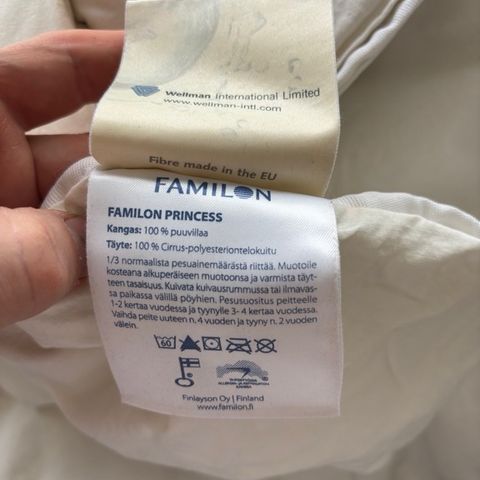 Wellman International Limited
www.wellman-intl.com
Fibre made in the EU
FAMILON
FAMILON PRINCESS
Kangas: 100 % puuvillaa
Täyte: 100 % Cirrus-polyesteriontelokuitu
1/3 normaalista pesuainemäärästä riittää. Muotoile
kosteana alkuperäiseen muotoonsa ja varmista täyt-
teen tasaisuus. Kuivata kuivausrummussa tai ilmavas-
sa paikassa välillä pöyhien. Pesusuositus peitteelle
1-2 kertaa vuodessa ja tyynylle 3- 4 kertaa vuodessa.
Vaihda peite uuteen n. 4 vuoden ja tyyny n. 2 vuoden
välein.
60
Finlayson Oy | Finland
www.familon.fi